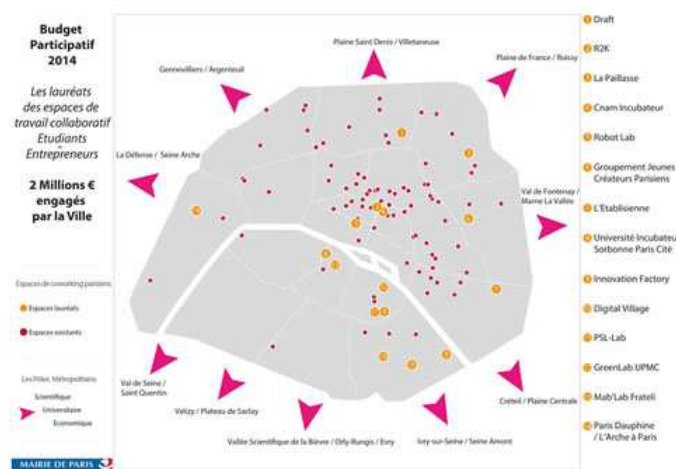 Budget
Participatif
2014
Les lauréats
des espaces de
travail collaboratif
Etudiants
-
Entrepreneurs
2 Millions €
engagés
par la Ville
Espaces de coworking parisiens
Espaces lauréats
Espaces existants
Les Pôles Métropolitains
Scientifique
Universitaire
Economique
MAIRIE DE PARIS
Gennevilliers / Argenteuil
Plaine Saint Denis / Villetaneuse
Plaine de France / Roissy
La Défense / Seine Arche
Val de Fontenay /
Marne La Vallée
Val de Seine /
Saint Quentin
Vélizy / Plateau de Saclay
Vallée Scientifique de la Bièvre / Orly-Rungis / Evry
Ivry-sur-Seine / Seine Amont
Créteil / Plaine Centrale
Draft
R2K
La Paillasse
Cnam Incubateur
Robot Lab
Groupement Jeunes
Créateurs Parisiens
L'Etablisienne
Université Incubateur
Sorbonne Paris Cité
Innovation Factory
Digital Village
PSL-Lab
GreenLab UPMC
Mab'Lab Frateli
Paris Dauphine
/ L'Arche à Paris